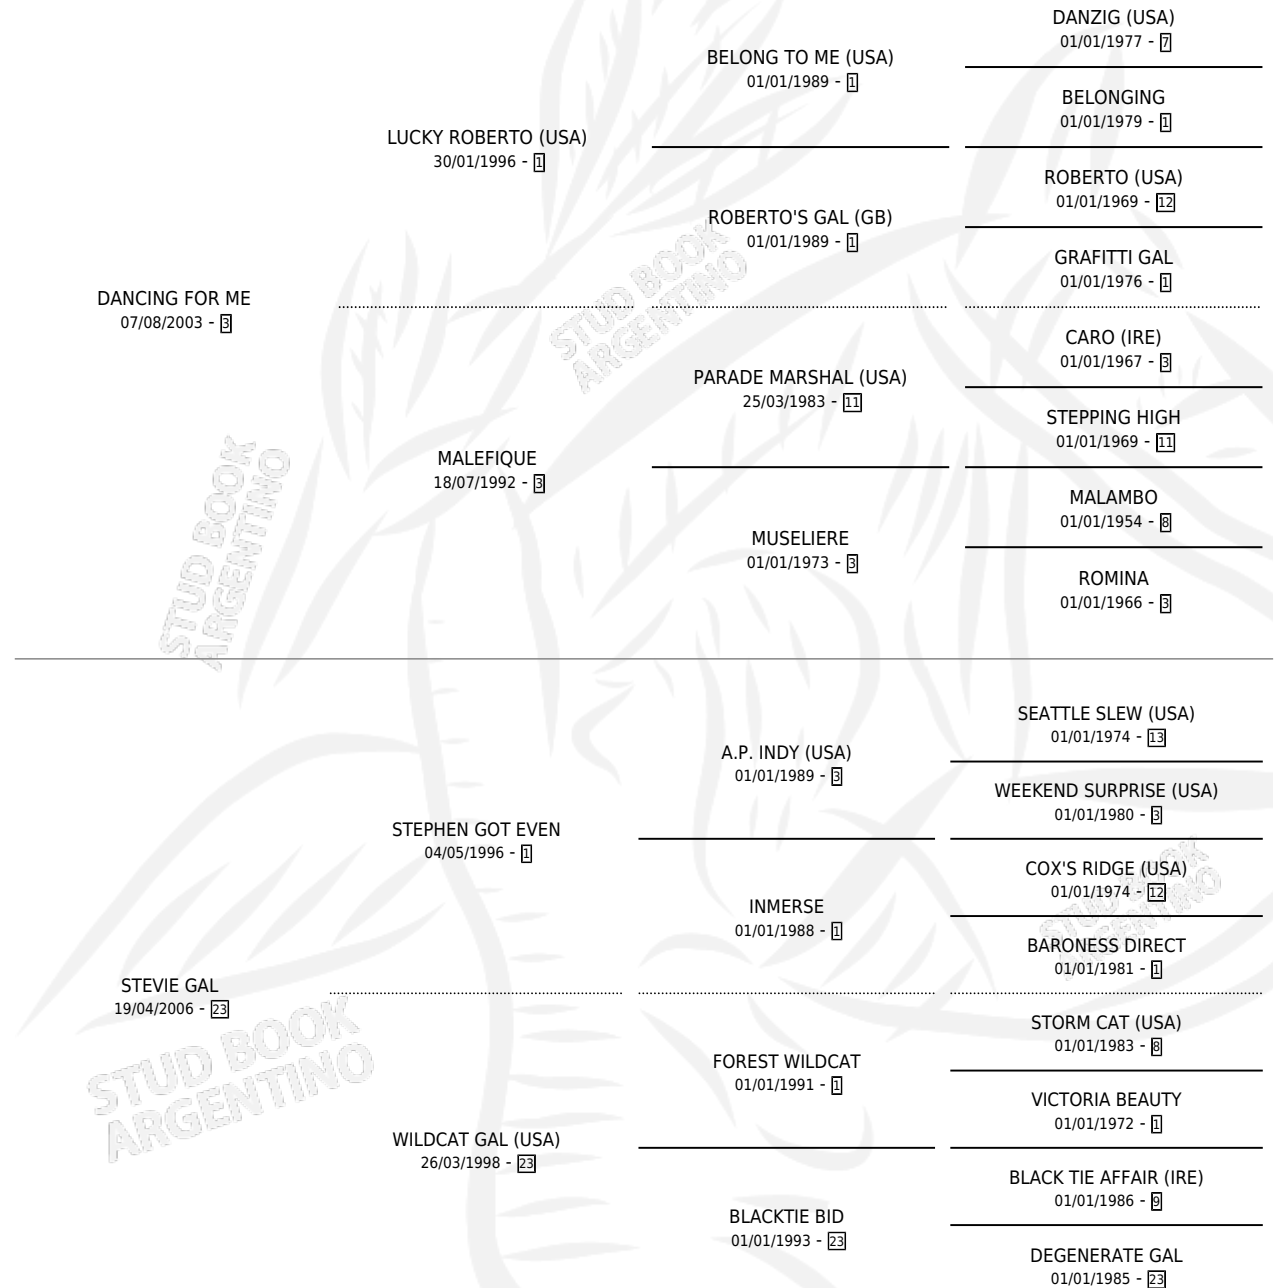 DANZIG (USA)
01/01/1977 - 7
BELONG TO ME (USA)
01/01/1989 - 1
BELONGING
01/01/1979 - 1
LUCKY ROBERTO (USA)
30/01/1996 - 1
ROBERTO (USA)
01/01/1969 - 12
ROBERTO'S GAL (GB)
01/01/1989 - 1
GRAFITTI GAL
01/01/1976 - 1
DANCING FOR ME
07/08/2003 - 3
CARO (IRE)
01/01/1967 - 3
PARADE MARSHAL (USA)
25/03/1983 - 11
STEPPING HIGH
01/01/1969 - 11
MALEFIQUE
18/07/1992 - 3
MALAMBO
01/01/1954 - 8
MUSELIERE
01/01/1973 - 3
ROMINA
01/01/1966 - 3
STUD BOOK
ARGENTINO
STUD BOOK
ARGENTINO
SEATTLE SLEW (USA)
01/01/1974 - 13
A.P. INDY (USA)
01/01/1989 - 3
WEEKEND SURPRISE (USA)
01/01/1980 - 3
STEPHEN GOT EVEN
04/05/1996 - 1
COX'S RIDGE (USA)
01/01/1974 - 12
INMERSE
01/01/1988 - 1
BARONESS DIRECT
01/01/1981 - 1
STEVIE GAL
19/04/2006 - 23
STORM CAT (USA)
01/01/1983 - 8
FOREST WILDCAT
01/01/1991 - 1
VICTORIA BEAUTY
01/01/1972 - 1
WILDCAT GAL (USA)
26/03/1998 - 23
BLACK TIE AFFAIR (IRE)
01/01/1986 - 9
BLACKTIE BID
01/01/1993 - 23
DEGENERATE GAL
01/01/1985 - 23
STUD BOOK
ARGENTINO
STUD BOOK
ARGENTINO